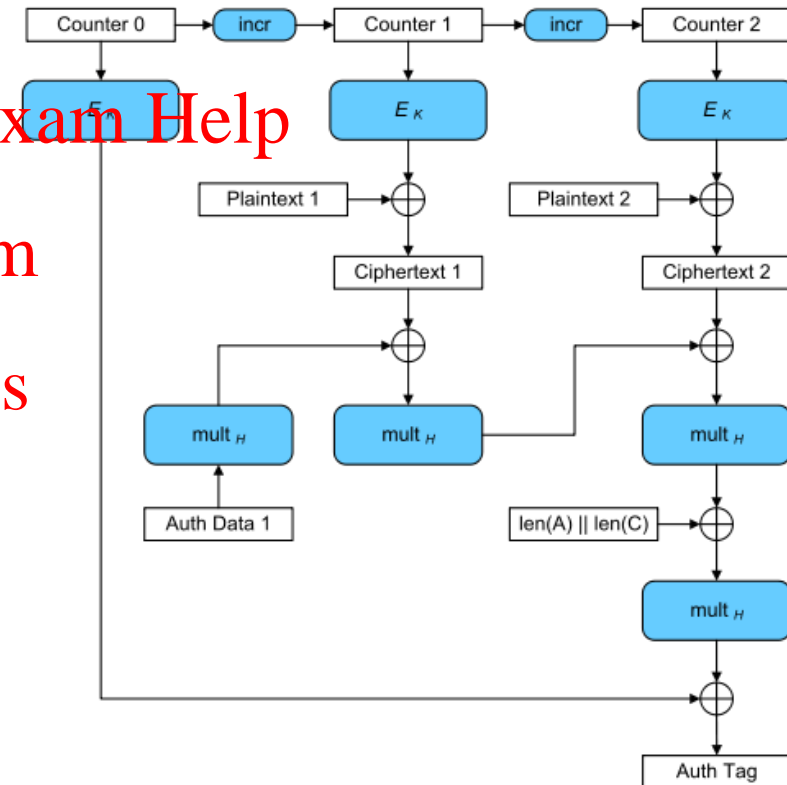 Counter 0 incr Counter 1 incr Counter 2
E K E K E K
xam Help
Plaintext 1 Plaintext 2
m
Ciphertext 1 Ciphertext 2
s
mult H mult H mult H
Auth Data 1 len(A) || len(C)
mult H
Auth Tag